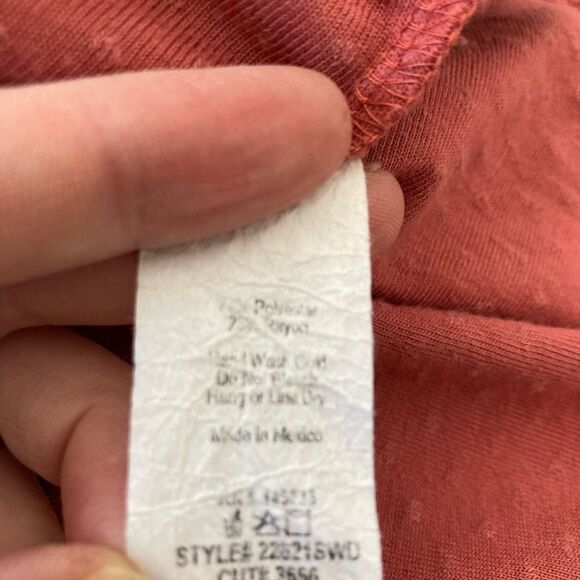 Polyester
Rayon
Hand Wash Cold
Do Not Bleach
Hang or Line Dry
Made in Mexico
STYLE# 22621SWD
CUT# 3656